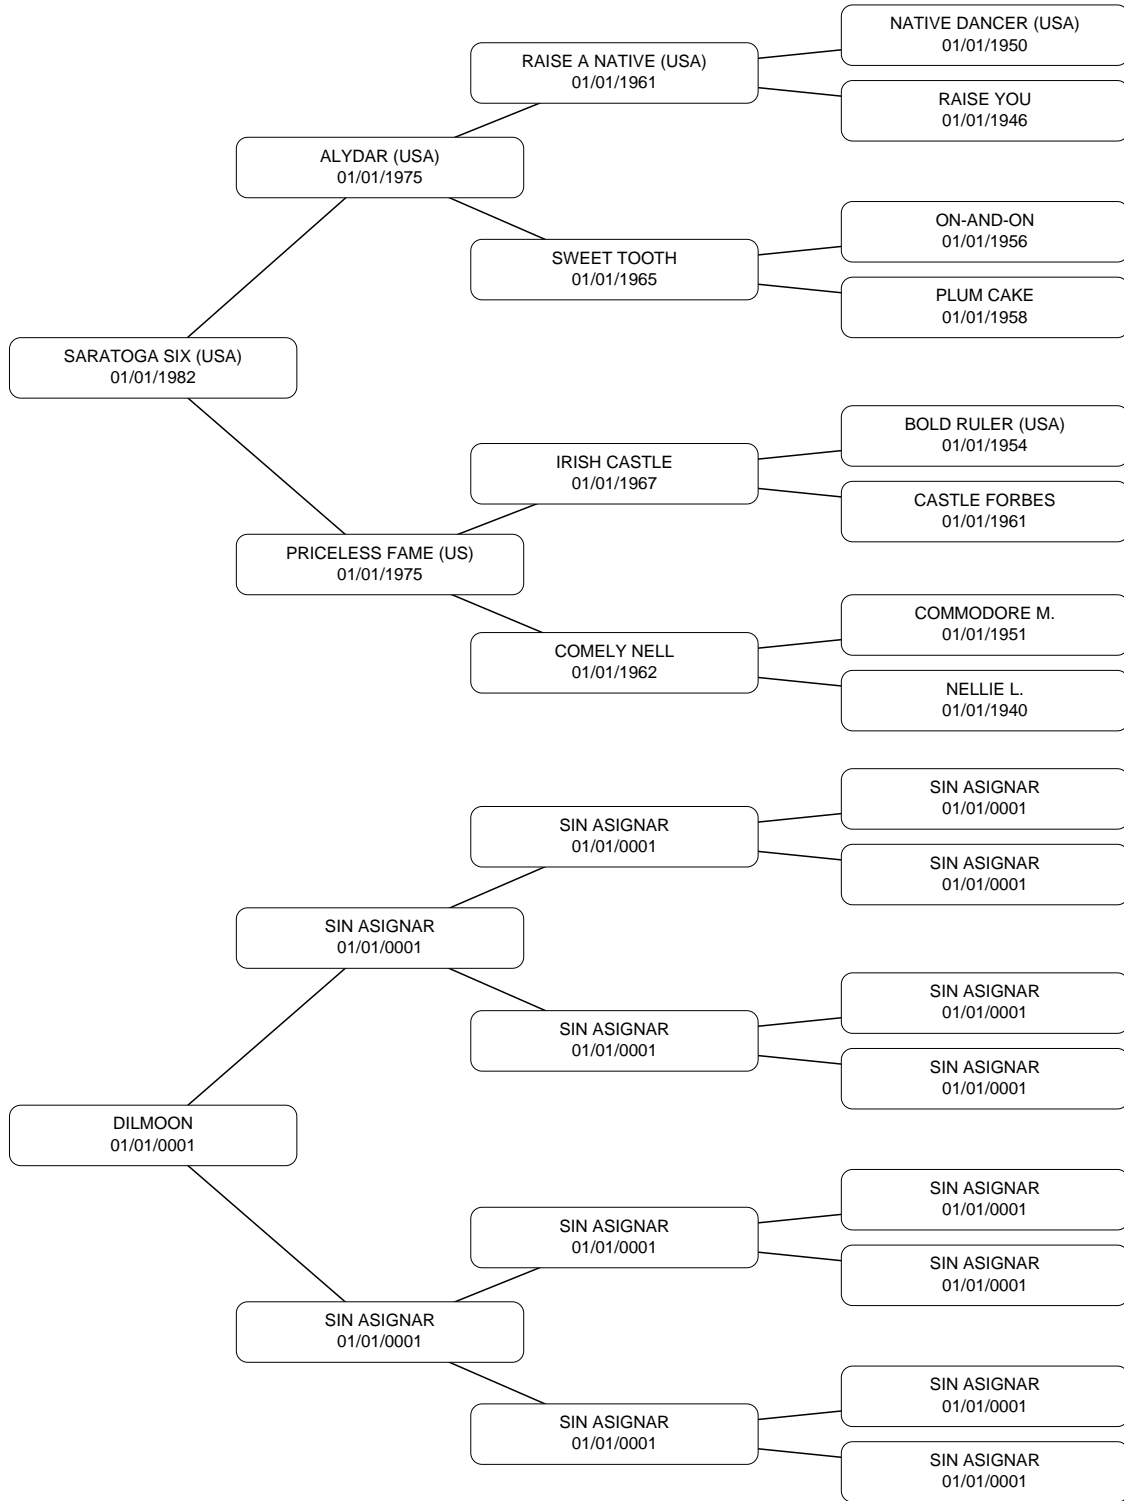 NATIVE DANCER (USA)
01/01/1950
RAISE A NATIVE (USA)
01/01/1961
RAISE YOU
01/01/1946
ALYDAR (USA)
01/01/1975
ON-AND-ON
01/01/1956
SWEET TOOTH
01/01/1965
PLUM CAKE
01/01/1958
SARATOGA SIX (USA)
01/01/1982
BOLD RULER (USA)
01/01/1954
IRISH CASTLE
01/01/1967
CASTLE FORBES
01/01/1961
PRICELESS FAME (US)
01/01/1975
COMMODORE M.
01/01/1951
COMELY NELL
01/01/1962
NELLIE L.
01/01/1940
SIN ASIGNAR
01/01/0001
SIN ASIGNAR
01/01/0001
SIN ASIGNAR
01/01/0001
SIN ASIGNAR
01/01/0001
SIN ASIGNAR
01/01/0001
SIN ASIGNAR
01/01/0001
SIN ASIGNAR
01/01/0001
DILMOON
01/01/0001
SIN ASIGNAR
01/01/0001
SIN ASIGNAR
01/01/0001
SIN ASIGNAR
01/01/0001
SIN ASIGNAR
01/01/0001
SIN ASIGNAR
01/01/0001
SIN ASIGNAR
01/01/0001
SIN ASIGNAR
01/01/0001